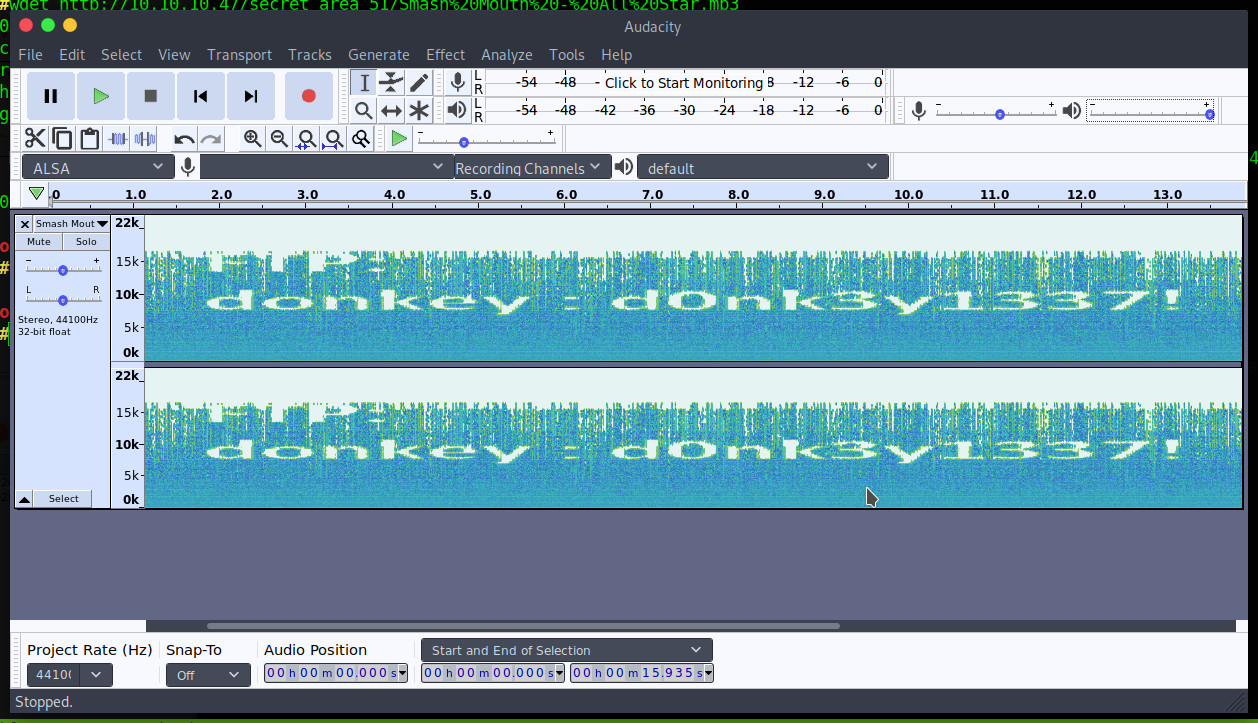 #wget http://10.10.10.47/secret_area_51/Smash%20Mouth%20-%20All%20Star.mp3
Audacity
File Edit Select View Transport Tracks Generate Effect Analyze Tools Help
L R -54 -48 - Click to Start Monitoring 8 -12 -6 0
L R -54 -48 -42 -36 -30 -24 -18 -12 -6 0
- +
- +
- +
ALSA Recording Channels default
0 1.0 2.0 3.0 4.0 5.0 6.0 7.0 8.0 9.0 10.0 11.0 12.0 13.0
Smash Mout
Mute Solo
- +
L R
Stereo, 44100Hz
32-bit float
Select
22k
15k
10k
5k
0k
FTP:
donkey : d0nk3y1337!
22k
15k
10k
5k
0k
FTP:
donkey : d0nk3y1337!
Project Rate (Hz) Snap-To Audio Position Start and End of Selection
4410 Off 00 h 00 m 00.000 s 00 h 00 m 00.000 s 00 h 00 m 15.935 s
Stopped.